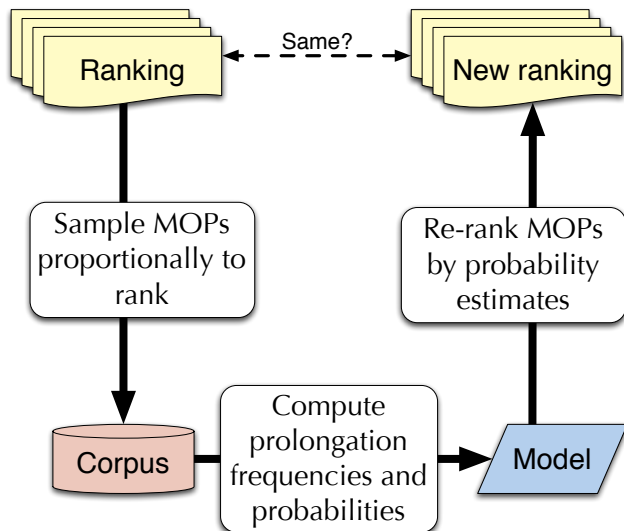 Same?
Ranking
New ranking
Sample MOPs
proportionally to
rank
Re-rank MOPs
by probability
estimates
Corpus
Compute
prolongation
frequencies and
probabilities
Model